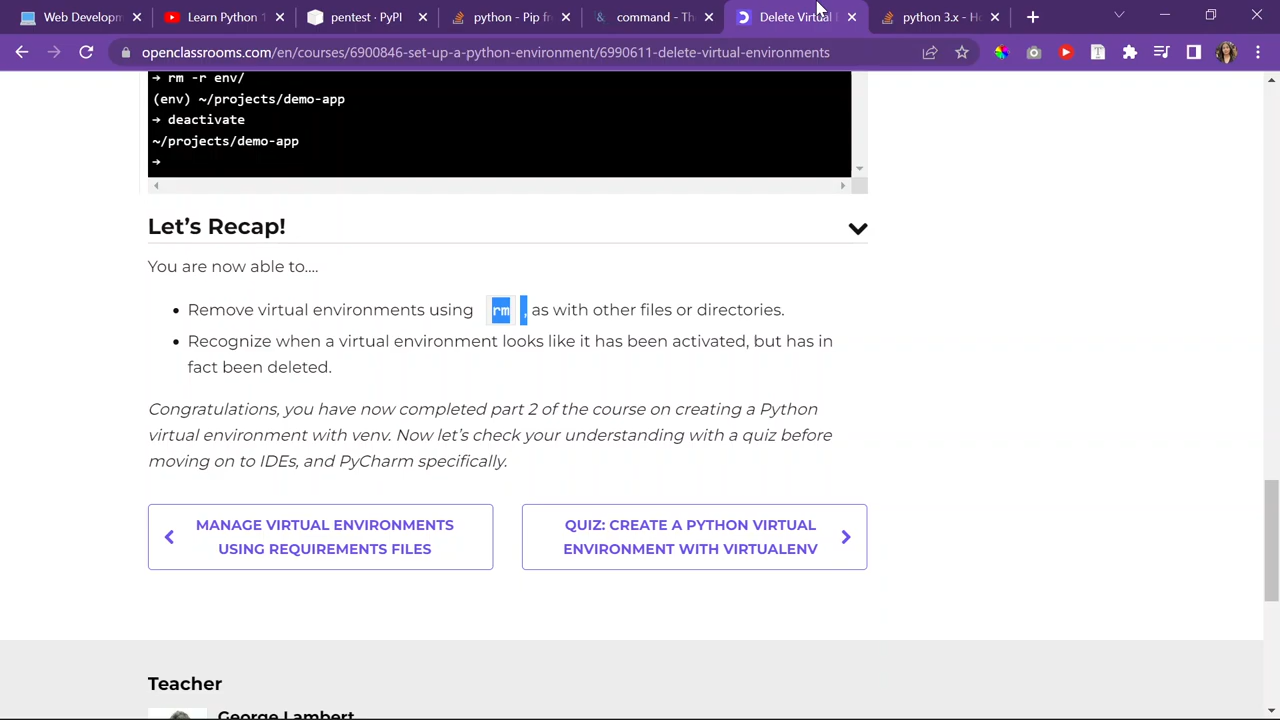 Web Developm
Learn Python 1
pentest · PyPI
python - Pip fr
command - Th
Delete Virtual
python 3.x - H
openclassrooms.com/en/courses/6900846-set-up-a-python-environment/6990611-delete-virtual-environments
→ rm -r env/
(env) ~/projects/demo-app
→ deactivate
~/projects/demo-app
→
Let's Recap!
You are now able to....
• Remove virtual environments using rm , as with other files or directories.
• Recognize when a virtual environment looks like it has been activated, but has in
fact been deleted.
Congratulations, you have now completed part 2 of the course on creating a Python
virtual environment with venv. Now let's check your understanding with a quiz before
moving on to IDEs, and PyCharm specifically.
MANAGE VIRTUAL ENVIRONMENTS
USING REQUIREMENTS FILES
QUIZ: CREATE A PYTHON VIRTUAL
ENVIRONMENT WITH VIRTUALENV
Teacher
George Lambert